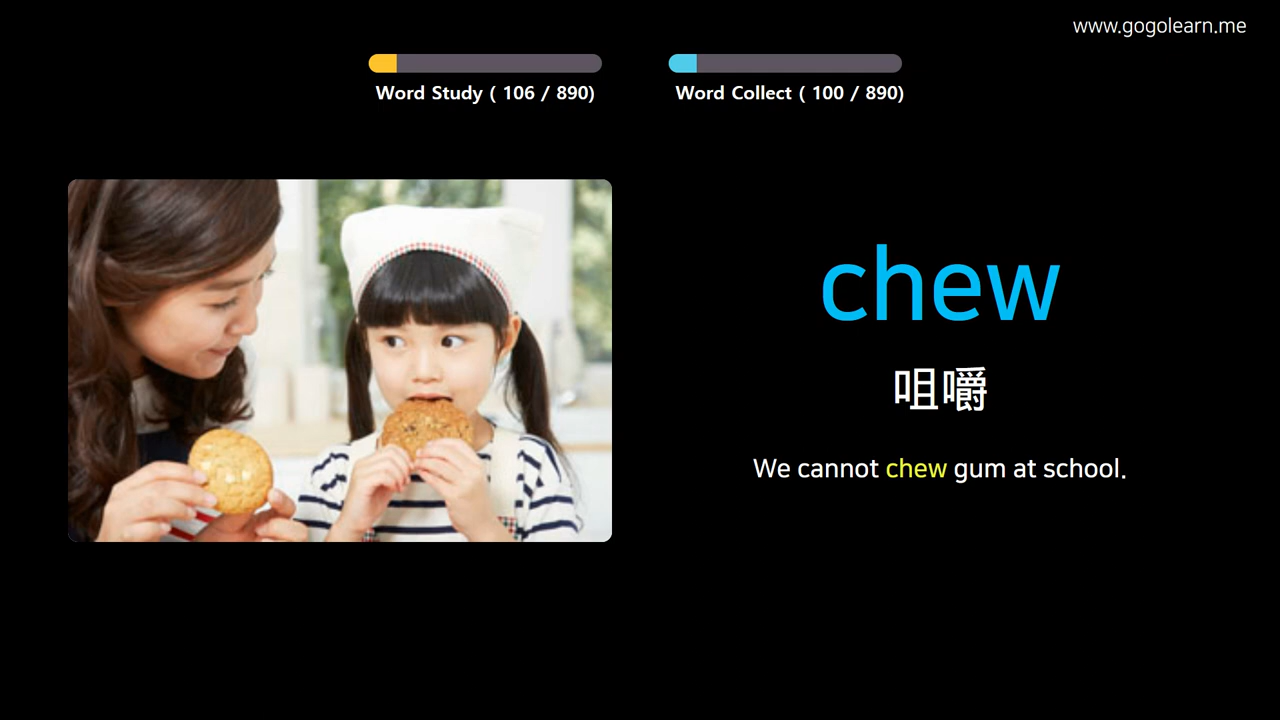 www.gogolearn.me
Word Study ( 106 / 890)
Word Collect ( 100 / 890)
chew
咀嚼
We cannot chew gum at school.